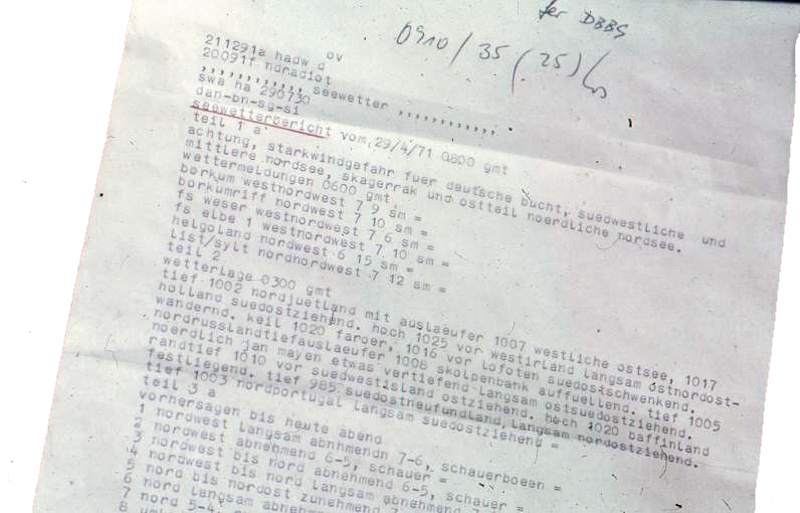 für DBBS
0910 / 35 (25)
ov
211291a hadw d
20091f ndradiot
,,,,,,,,,,,, seewetter ,,,,,,,,,,,,
swa ha 290730
dan-bn-sg-si
seewetterbericht vom 29/4/71 0800 gmt
teil 1 a
achtung, starkwindgefahr fuer deutsche bucht, suedwestliche und
mittlere nordsee, skagerrak und ostteil noerdliche nordsee.
wettermeldungen 0600 gmt
borkum westnordwest 7 9 sm =
borkumriff nordwest 7 10 sm =
fs weser westnordwest 7 6 sm =
fs elbe 1 westnordwest 7 10 sm =
helgoland nordwest 6 15 sm =
list/sylt nordnordwest 7 12 sm =
teil 2
wetterlage 0300 gmt
tief 1002 nordjuetland mit auslaeufer 1007 westliche ostsee, 1017
holland suedostziehend. hoch 1025 vor westirland langsam ostnordost-
wandernd. keil 1020 faroer, 1016 vor lofoten suedostschwenkend.
nordrusslandtiefauslaeufer 1008 skolpenbank auffuellend. tief 1005
noerdlich jan mayen etwas vertiefend langsam ostsuedostziehend.
randtief 1010 vor suedwestisland ostziehend. hoch 1020 baffinland
festliegend. tief 985 suedostneufundland langsam nordostziehend.
tief 1003 nordportugal langsam suedostziehend =
teil 3 a
vorhersagen bis heute abend
1 nordwest langsam abnhmendn 7-6, schauerboeen =
2 nordwest abnehmend 6-5, schauer =
3 nordwest bis nord abnehmend 6-5, schauer =
4 nordwest bis nord langsam abnehmend
5 nord bis nordost zunehmend
6 nord langsam abnehmend
7 nord 5-4,
8